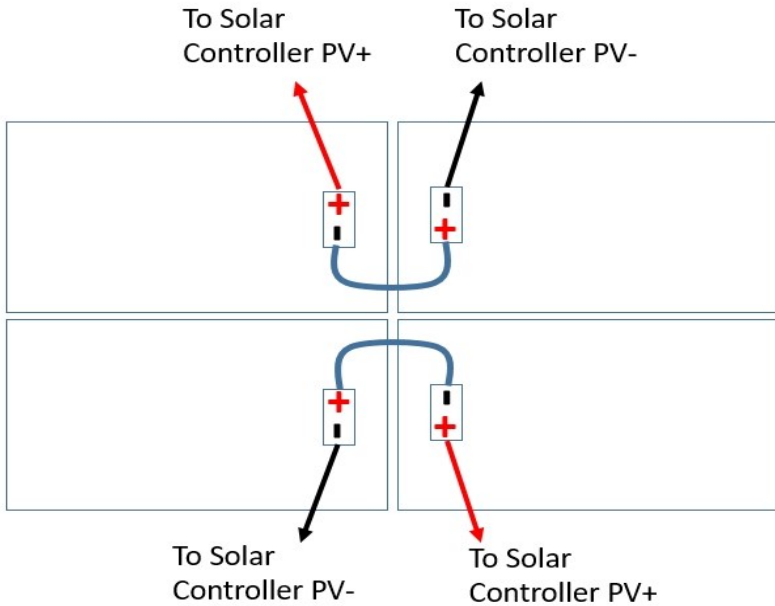 To Solar
Controller PV+
To Solar
Controller PV-
+
-
-
+
+
-
-
+
To Solar
Controller PV-
To Solar
Controller PV+